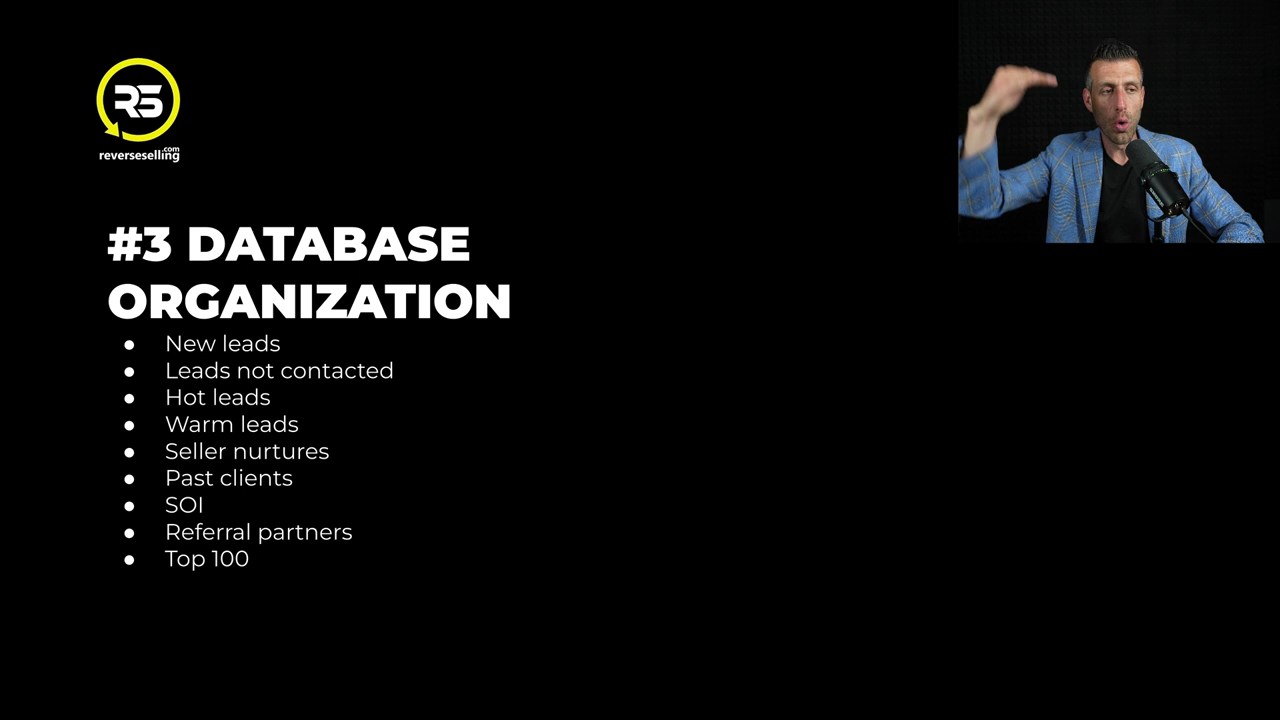 RS
.com
reverseselling
#3 DATABASE
ORGANIZATION
● New leads
● Leads not contacted
● Hot leads
● Warm leads
● Seller nurtures
● Past clients
● SOI
● Referral partners
● Top 100